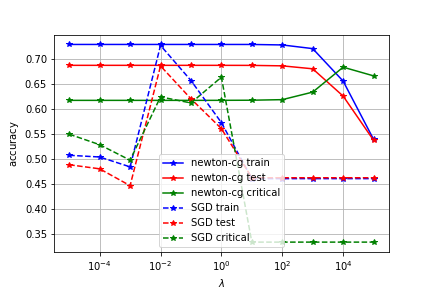 0.70
0.65
0.60
0.55
0.50
0.45
0.40
0.35
accuracy
newton-cg train
newton-cg test
newton-cg critical
SGD train
SGD test
SGD critical
10⁻⁴ 10⁻² 10⁰ 10² 10⁴
λ